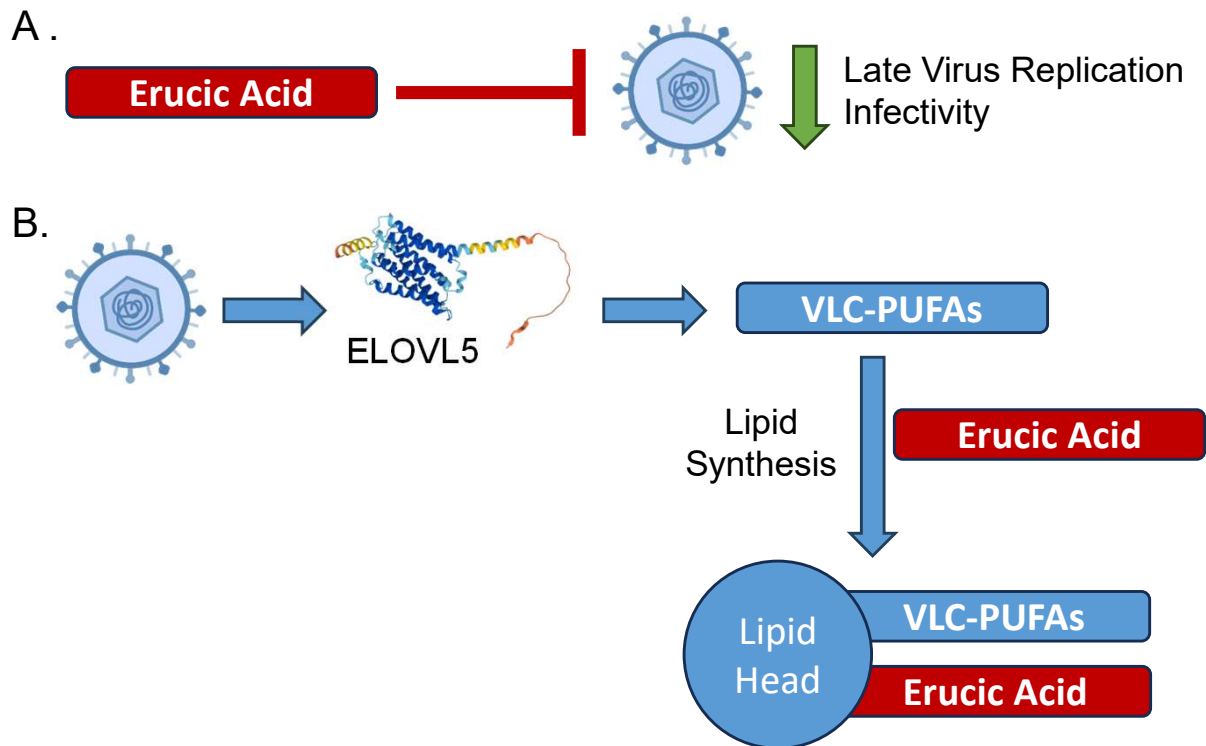 A .
Erucic Acid
Late Virus Replication
Infectivity
B.
ELOVL5
VLC-PUFAs
Lipid
Synthesis
Erucic Acid
Lipid
Head
VLC-PUFAs
Erucic Acid